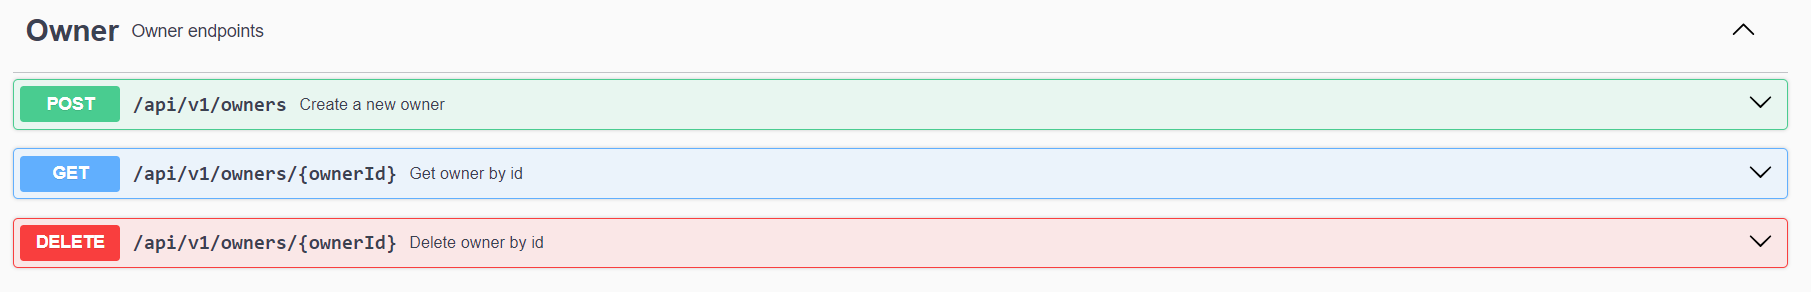 Owner Owner endpoints
POST /api/v1/owners Create a new owner
GET /api/v1/owners/{ownerId} Get owner by id
DELETE /api/v1/owners/{ownerId} Delete owner by id